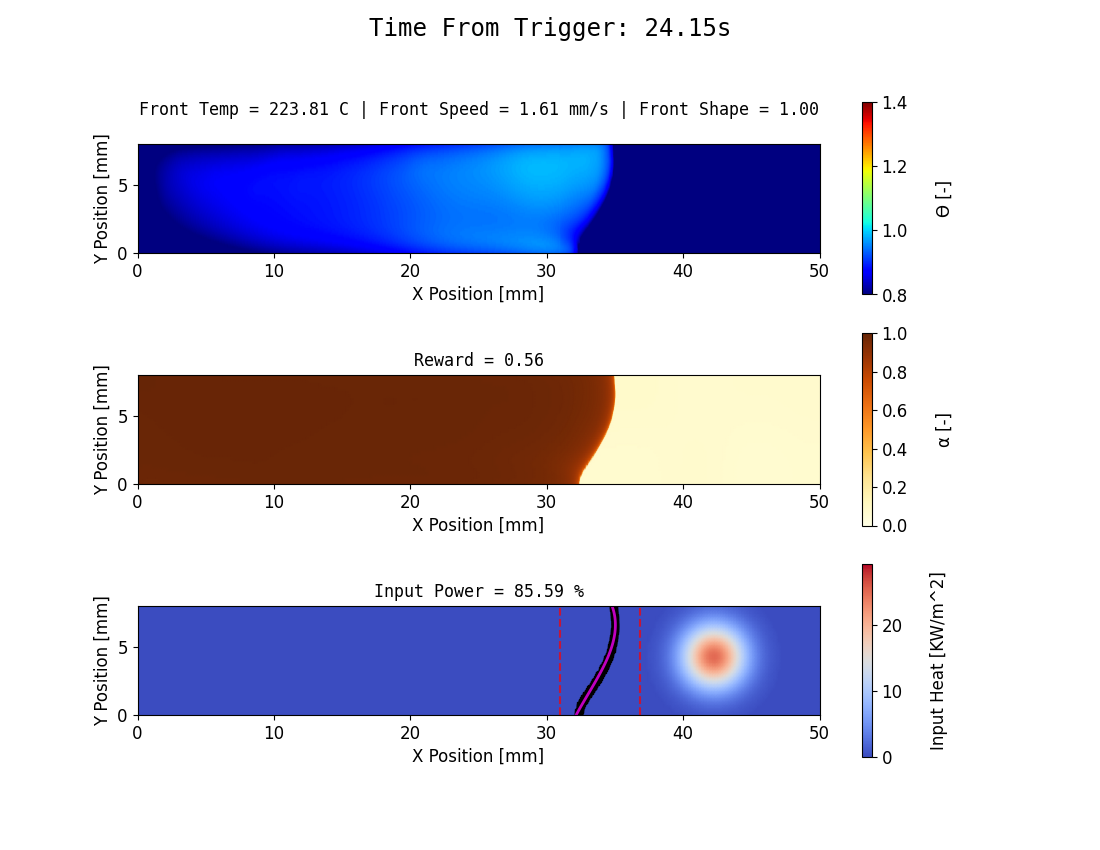 Time From Trigger: 24.15s
Front Temp = 223.81 C | Front Speed = 1.61 mm/s | Front Shape = 1.00
Y Position [mm]
5
0
0 10 20 30 40 50
X Position [mm]
1.4
1.2
1.0
0.8
Θ [-]
Reward = 0.56
Y Position [mm]
5
0
0 10 20 30 40 50
X Position [mm]
1.0
0.8
0.6
0.4
0.2
0.0
α [-]
Input Power = 85.59 %
Y Position [mm]
5
0
0 10 20 30 40 50
X Position [mm]
20
10
0
Input Heat [KW/m^2]